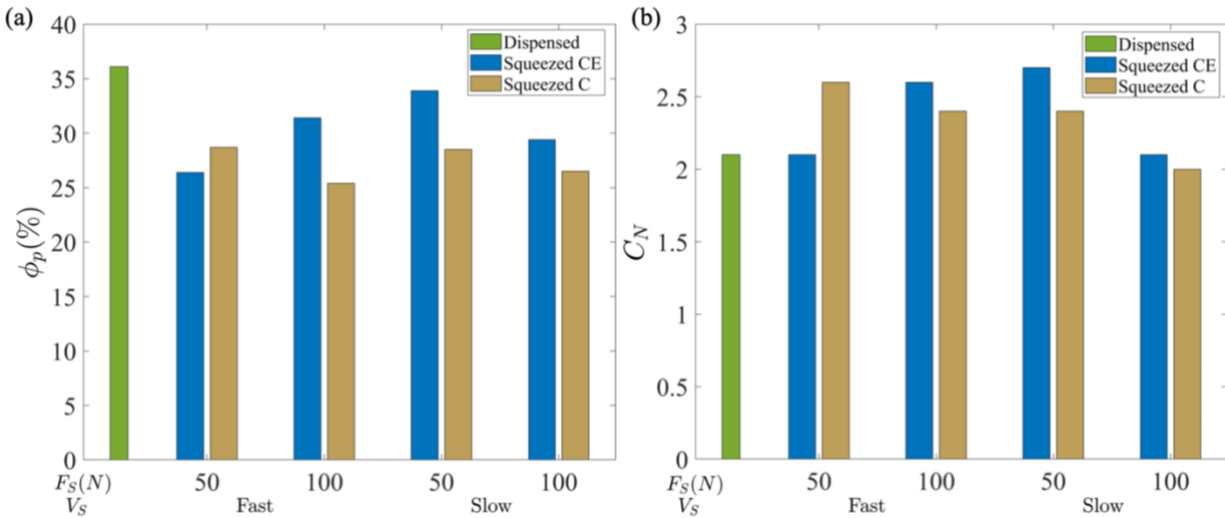 (a)
40
35
30
25
20
15
10
5
0
ϕp(%)
Dispensed
Squeezed CE
Squeezed C
FS(N) 50 100 50 100
VS Fast Slow
(b)
3
2.5
2
1.5
1
0.5
0
CN
Dispensed
Squeezed CE
Squeezed C
FS(N) 50 100 50 100
VS Fast Slow